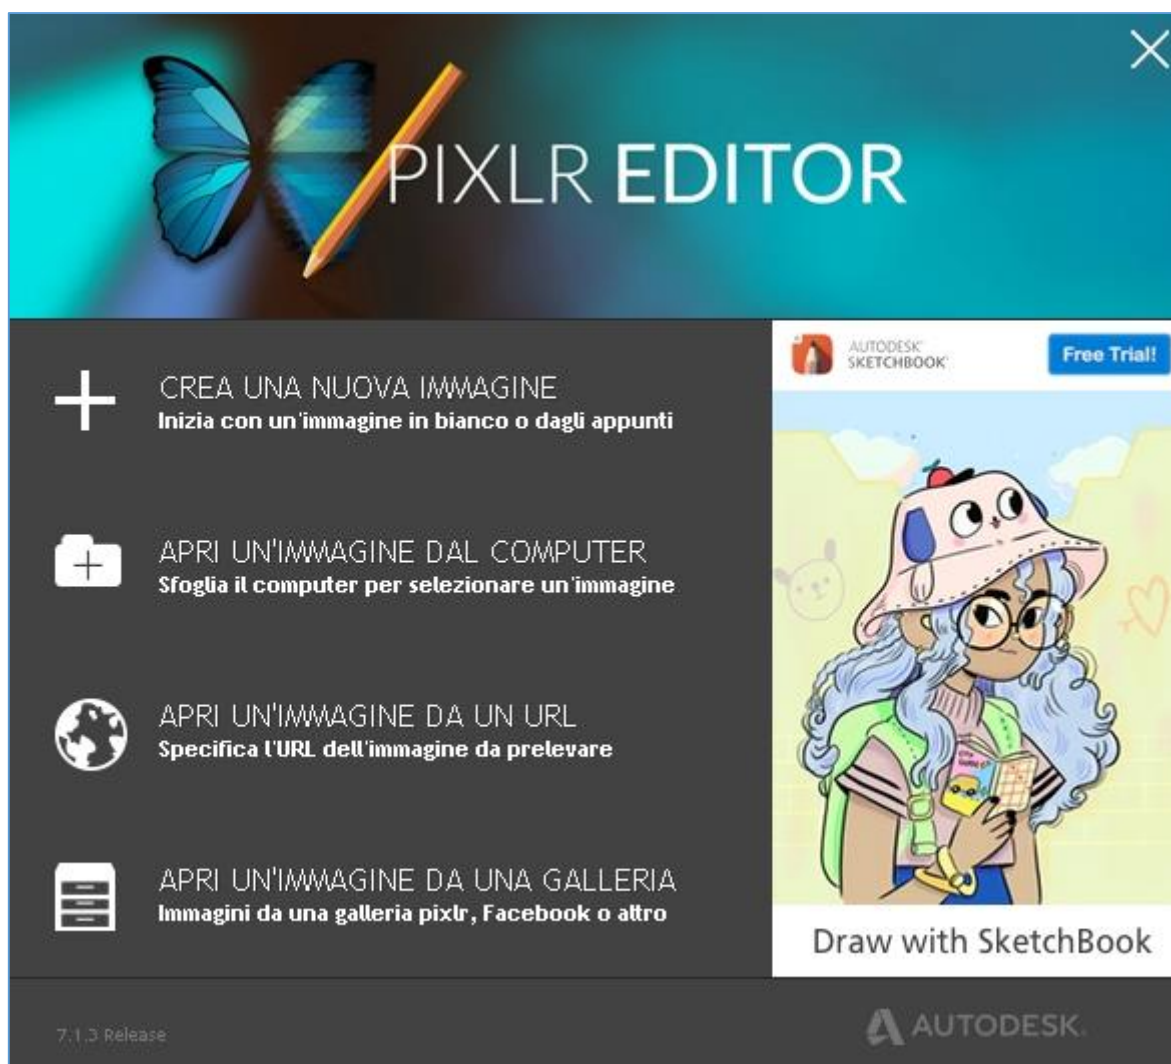 PIXLR EDITOR
CREA UNA NUOVA IMMAGINE
Inizia con un'immagine in bianco o dagli appunti
APRI UN'IMMAGINE DAL COMPUTER
Sfoglia il computer per selezionare un'immagine
APRI UN'IMMAGINE DA UN URL
Specifica l'URL dell'immagine da prelevare
APRI UN'IMMAGINE DA UNA GALLERIA
Immagini da una galleria pixlr, Facebook o altro
AUTODESK®
SKETCHBOOK®
Free Trial!
Draw with SketchBook
7.1.3 Release
AUTODESK.